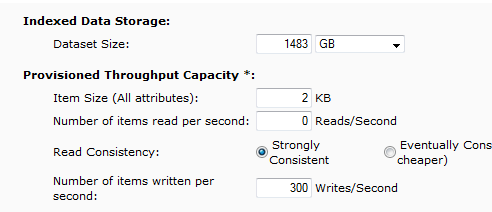 Indexed Data Storage:
Dataset Size: 1483 GB
Provisioned Throughput Capacity *:
Item Size (All attributes): 2 KB
Number of items read per second: 0 Reads/Second
Read Consistency: Strongly Consistent Eventually Cons cheaper)
Number of items written per second: 300 Writes/Second